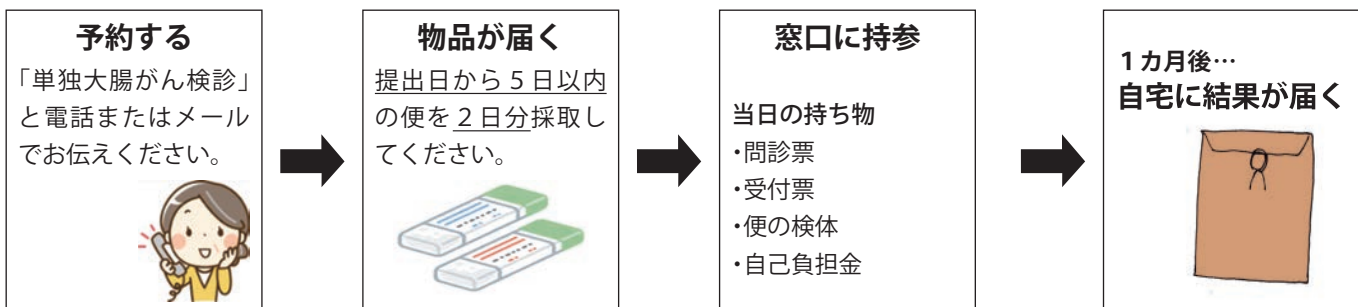 予約する
「単独大腸がん検診」
と電話またはメール
でお伝えください。
物品が届く
提出日から5日以内
の便を2日分採取し
てください。
窓口に持参
当日の持ち物
・問診票
・受付票
・便の検体
・自己負担金
1カ月後…
自宅に結果が届く